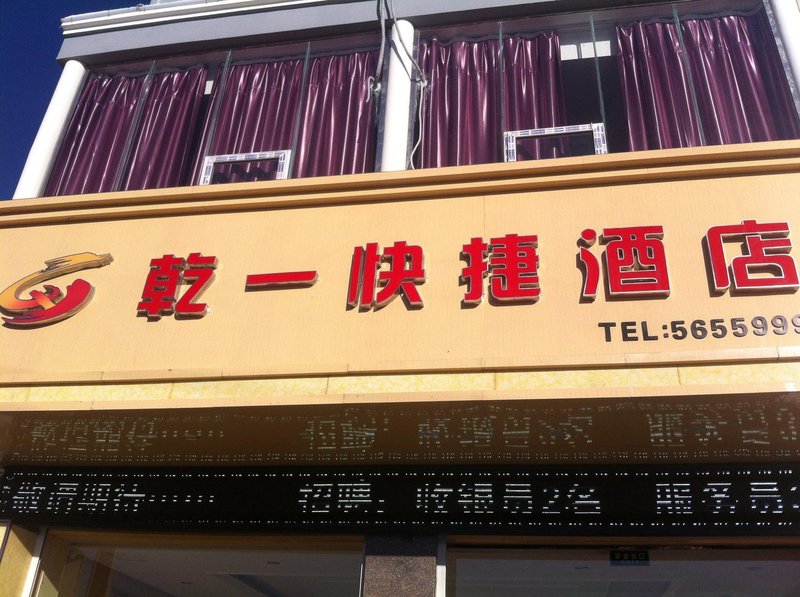 乾一快捷酒店
TEL:5655999
敬请期待…… 招聘：收银员2名 服务员